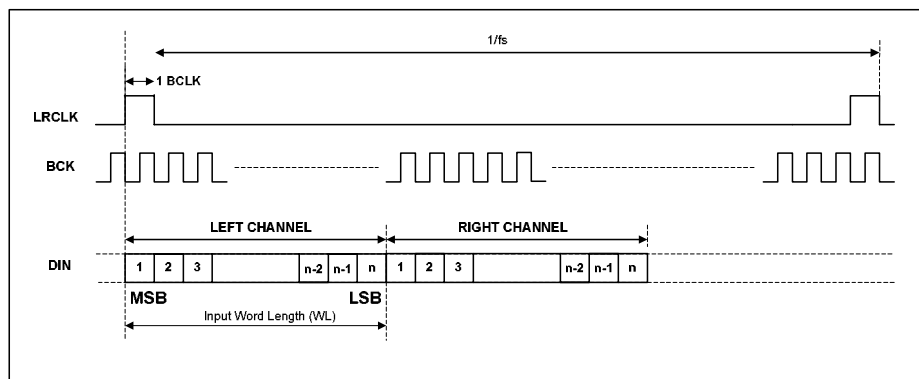 1/fs
1 BCLK
LRCLK
BCK
LEFT CHANNEL
RIGHT CHANNEL
DIN
1 2 3 n-2 n-1 n 1 2 3 n-2 n-1 n
MSB LSB
Input Word Length (WL)